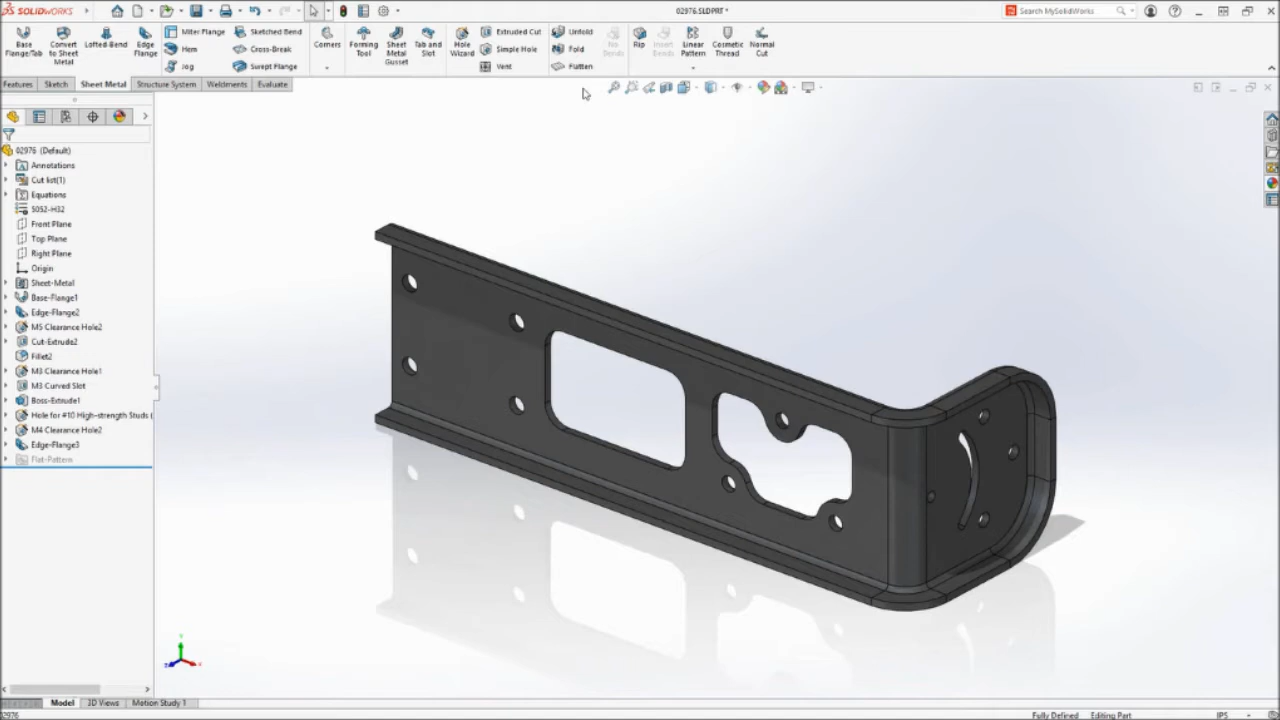 SOLIDWORKS
02976.SLDPRT *
Search MySolidWorks
Base Flange/Tab
Convert to Sheet Metal
Lofted-Bend
Edge Flange
Miter Flange
Hem
Jog
Sketched Bend
Cross-Break
Swept Flange
Corners
Forming Tool
Sheet Metal Gusset
Tab and Slot
Hole Wizard
Extruded Cut
Simple Hole
Vent
Unfold
Fold
Flatten
No Bends
Rip
Insert Bends
Linear Pattern
Cosmetic Thread
Normal Cut
Features
Sketch
Sheet Metal
Structure System
Weldments
Evaluate
02976 (Default)
Annotations
Cut list(1)
Equations
5052-H32
Front Plane
Top Plane
Right Plane
Origin
Sheet-Metal
Base-Flange1
Edge-Flange2
M5 Clearance Hole2
Cut-Extrude2
Fillet2
M3 Clearance Hole1
M3 Curved Slot
Boss-Extrude1
Hole for #10 High-strength Studs (
M4 Clearance Hole2
Edge-Flange3
Flat-Pattern
Model
3D Views
Motion Study 1
02976
Fully Defined
Editing Part
IPS